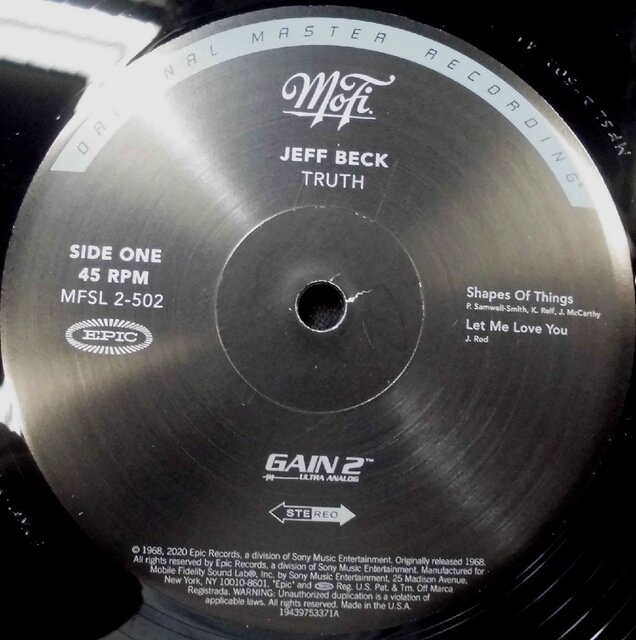 ORIGINAL MASTER RECORDING
MoFi.
JEFF BECK
TRUTH
SIDE ONE
45 RPM
MFSL 2-502
EPIC
Shapes Of Things
P. Samwell-Smith, K. Relf, J. McCarthy
Let Me Love You
J. Rod
GAIN 2™
ULTRA ANALOG
STEREO
℗ 1968, 2020 Epic Records, a division of Sony Music Entertainment. Originally released 1968.
All rights reserved by Epic Records, a division of Sony Music Entertainment. Manufactured for
Mobile Fidelity Sound Lab®, inc. by Sony Music Entertainment, 25 Madison Avenue,
New York, NY 10010-8601. "Epic" and EPIC Reg. U.S. Pat. & Tm. Off Marca
Registrada. WARNING: Unauthorized duplication is a violation of
applicable laws. All rights reserved. Made in the U.S.A.
19439753371A